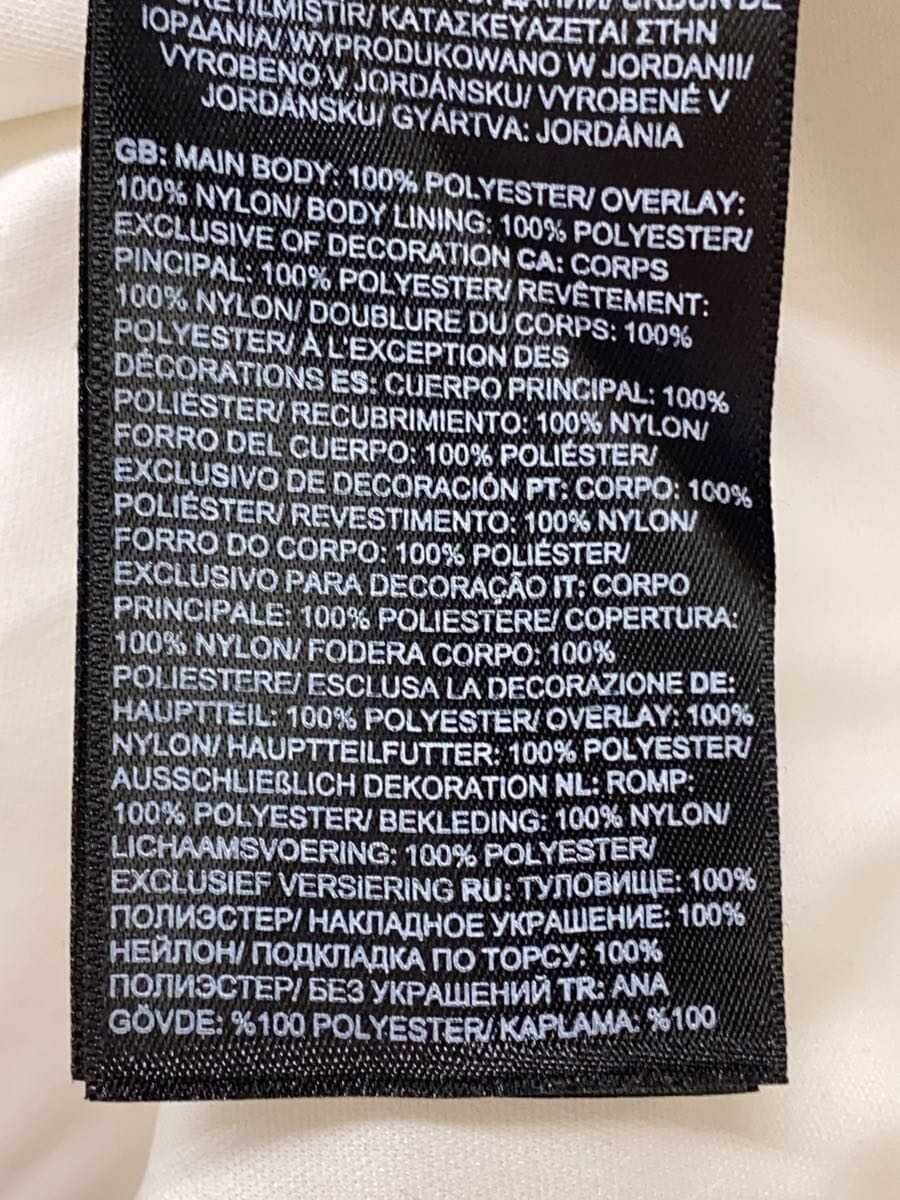 ÜRETİLMİŞTİR/ ΚΑΤΑΣΚΕΥΑΖΕΤΑΙ ΣΤΗΝ
ΙΟΡΔΑΝΙΑ/ WYPRODUKOWANO W JORDANII/
VYROBENO V JORDÁNSKU/ VYROBENÉ V
JORDÁNSKU/ GYÁRTVA: JORDÁNIA
GB: MAIN BODY: 100% POLYESTER/ OVERLAY:
100% NYLON/ BODY LINING: 100% POLYESTER/
EXCLUSIVE OF DECORATION CA: CORPS
PINCIPAL: 100% POLYESTER/ REVÊTEMENT:
100% NYLON/ DOUBLURE DU CORPS: 100%
POLYESTER/ À L'EXCEPTION DES
DÉCORATIONS ES: CUERPO PRINCIPAL: 100%
POLIÉSTER/ RECUBRIMIENTO: 100% NYLON/
FORRO DEL CUERPO: 100% POLIÉSTER/
EXCLUSIVO DE DECORACIÓN PT: CORPO: 100%
POLIÉSTER/ REVESTIMENTO: 100% NYLON/
FORRO DO CORPO: 100% POLIÉSTER/
EXCLUSIVO PARA DECORAÇÃO IT: CORPO
PRINCIPALE: 100% POLIESTERE/ COPERTURA:
100% NYLON/ FODERA CORPO: 100%
POLIESTERE/ ESCLUSA LA DECORAZIONE DE:
HAUPTTEIL: 100% POLYESTER/ OVERLAY: 100%
NYLON/ HAUPTTEILFUTTER: 100% POLYESTER/
AUSSCHLIEßLICH DEKORATION NL: ROMP:
100% POLYESTER/ BEKLEDING: 100% NYLON/
LICHAAMSVOERING: 100% POLYESTER/
EXCLUSIEF VERSIERING RU: ТУЛОВИЩЕ: 100%
ПОЛИЭСТЕР/ НАКЛАДНОЕ УКРАШЕНИЕ: 100%
НЕЙЛОН/ ПОДКЛАДКА ПО ТОРСУ: 100%
ПОЛИЭСТЕР/ БЕЗ УКРАШЕНИЙ TR: ANA
GÖVDE: %100 POLYESTER/ KAPLAMA: %100